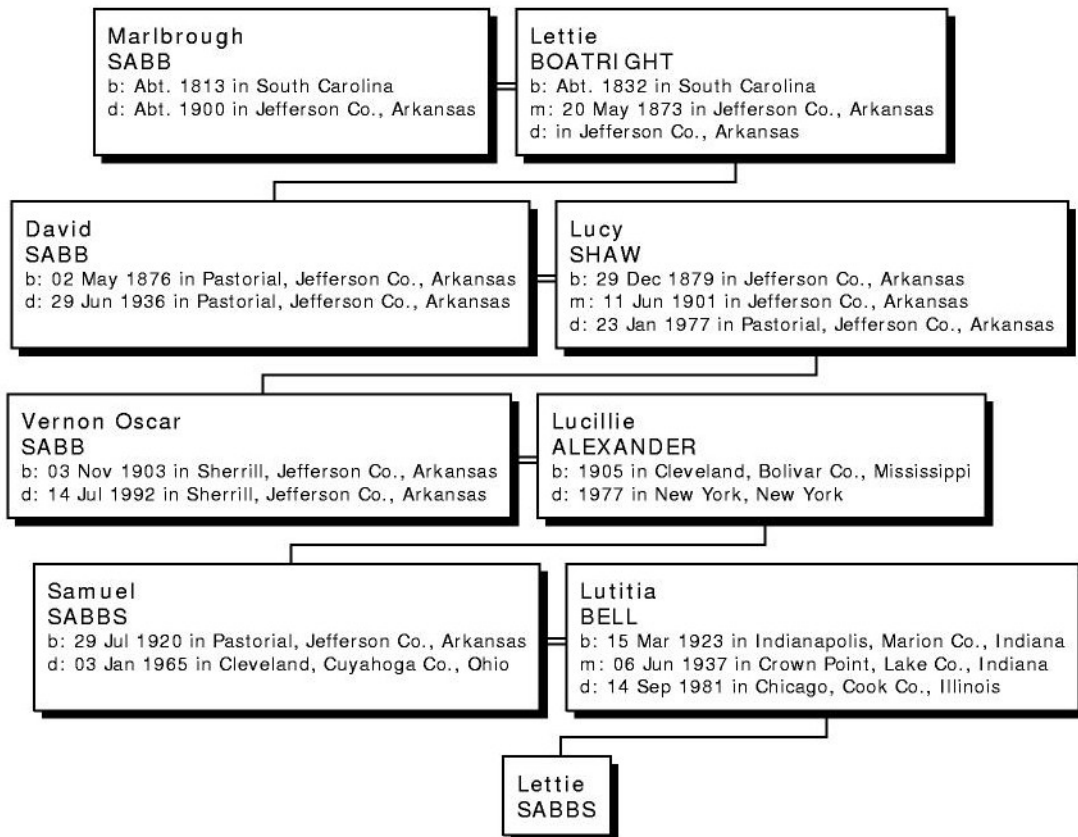 Marlbrough
SABB
b: Abt. 1813 in South Carolina
d: Abt. 1900 in Jefferson Co., Arkansas
Lettie
BOATRIGHT
b: Abt. 1832 in South Carolina
m: 20 May 1873 in Jefferson Co., Arkansas
d: in Jefferson Co., Arkansas
David
SABB
b: 02 May 1876 in Pastorial, Jefferson Co., Arkansas
d: 29 Jun 1936 in Pastorial, Jefferson Co., Arkansas
Lucy
SHAW
b: 29 Dec 1879 in Jefferson Co., Arkansas
m: 11 Jun 1901 in Jefferson Co., Arkansas
d: 23 Jan 1977 in Pastorial, Jefferson Co., Arkansas
Vernon Oscar
SABB
b: 03 Nov 1903 in Sherrill, Jefferson Co., Arkansas
d: 14 Jul 1992 in Sherrill, Jefferson Co., Arkansas
Lucillie
ALEXANDER
b: 1905 in Cleveland, Bolivar Co., Mississippi
d: 1977 in New York, New York
Samuel
SABBS
b: 29 Jul 1920 in Pastorial, Jefferson Co., Arkansas
d: 03 Jan 1965 in Cleveland, Cuyahoga Co., Ohio
Lutitia
BELL
b: 15 Mar 1923 in Indianapolis, Marion Co., Indiana
m: 06 Jun 1937 in Crown Point, Lake Co., Indiana
d: 14 Sep 1981 in Chicago, Cook Co., Illinois
Lettie
SABBS